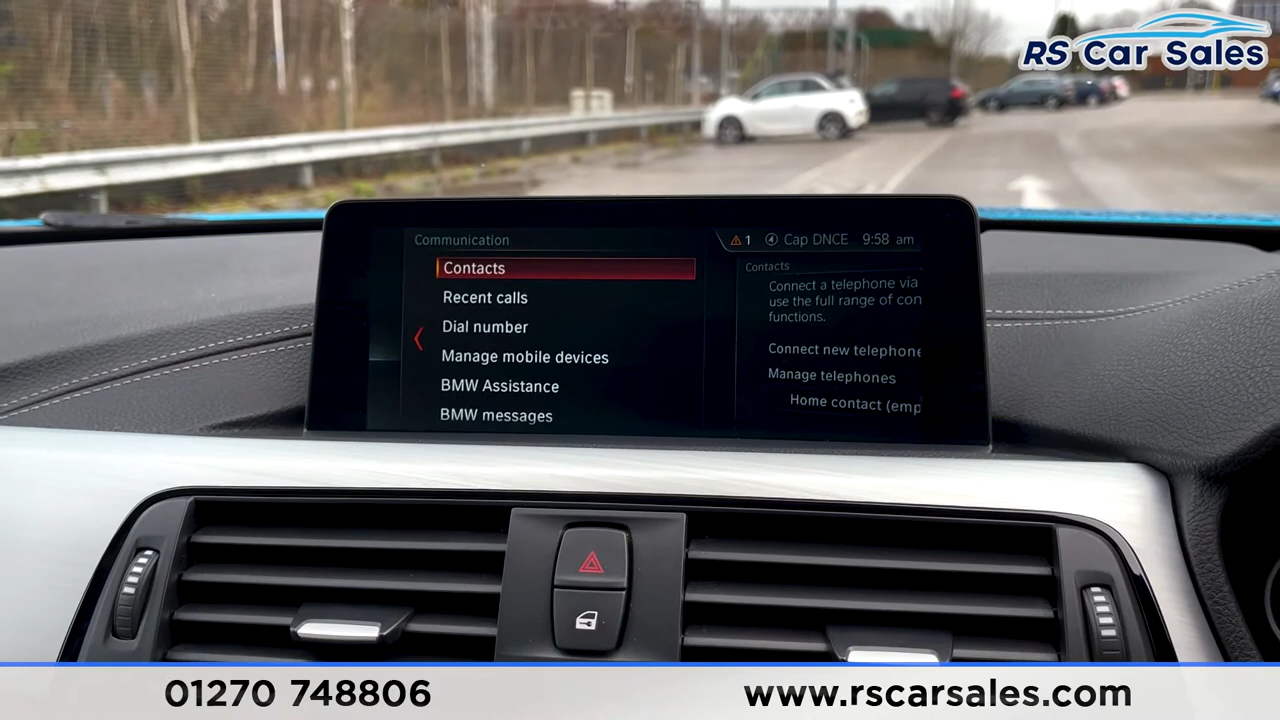 RS Car Sales
Communication
1 Cap DNCE 9:58 am
Contacts
Recent calls
Dial number
Manage mobile devices
BMW Assistance
BMW messages
Contacts
Connect a telephone via
use the full range of con
functions.
Connect new telephone
Manage telephones
Home contact (emp
01270 748806
www.rscarsales.com